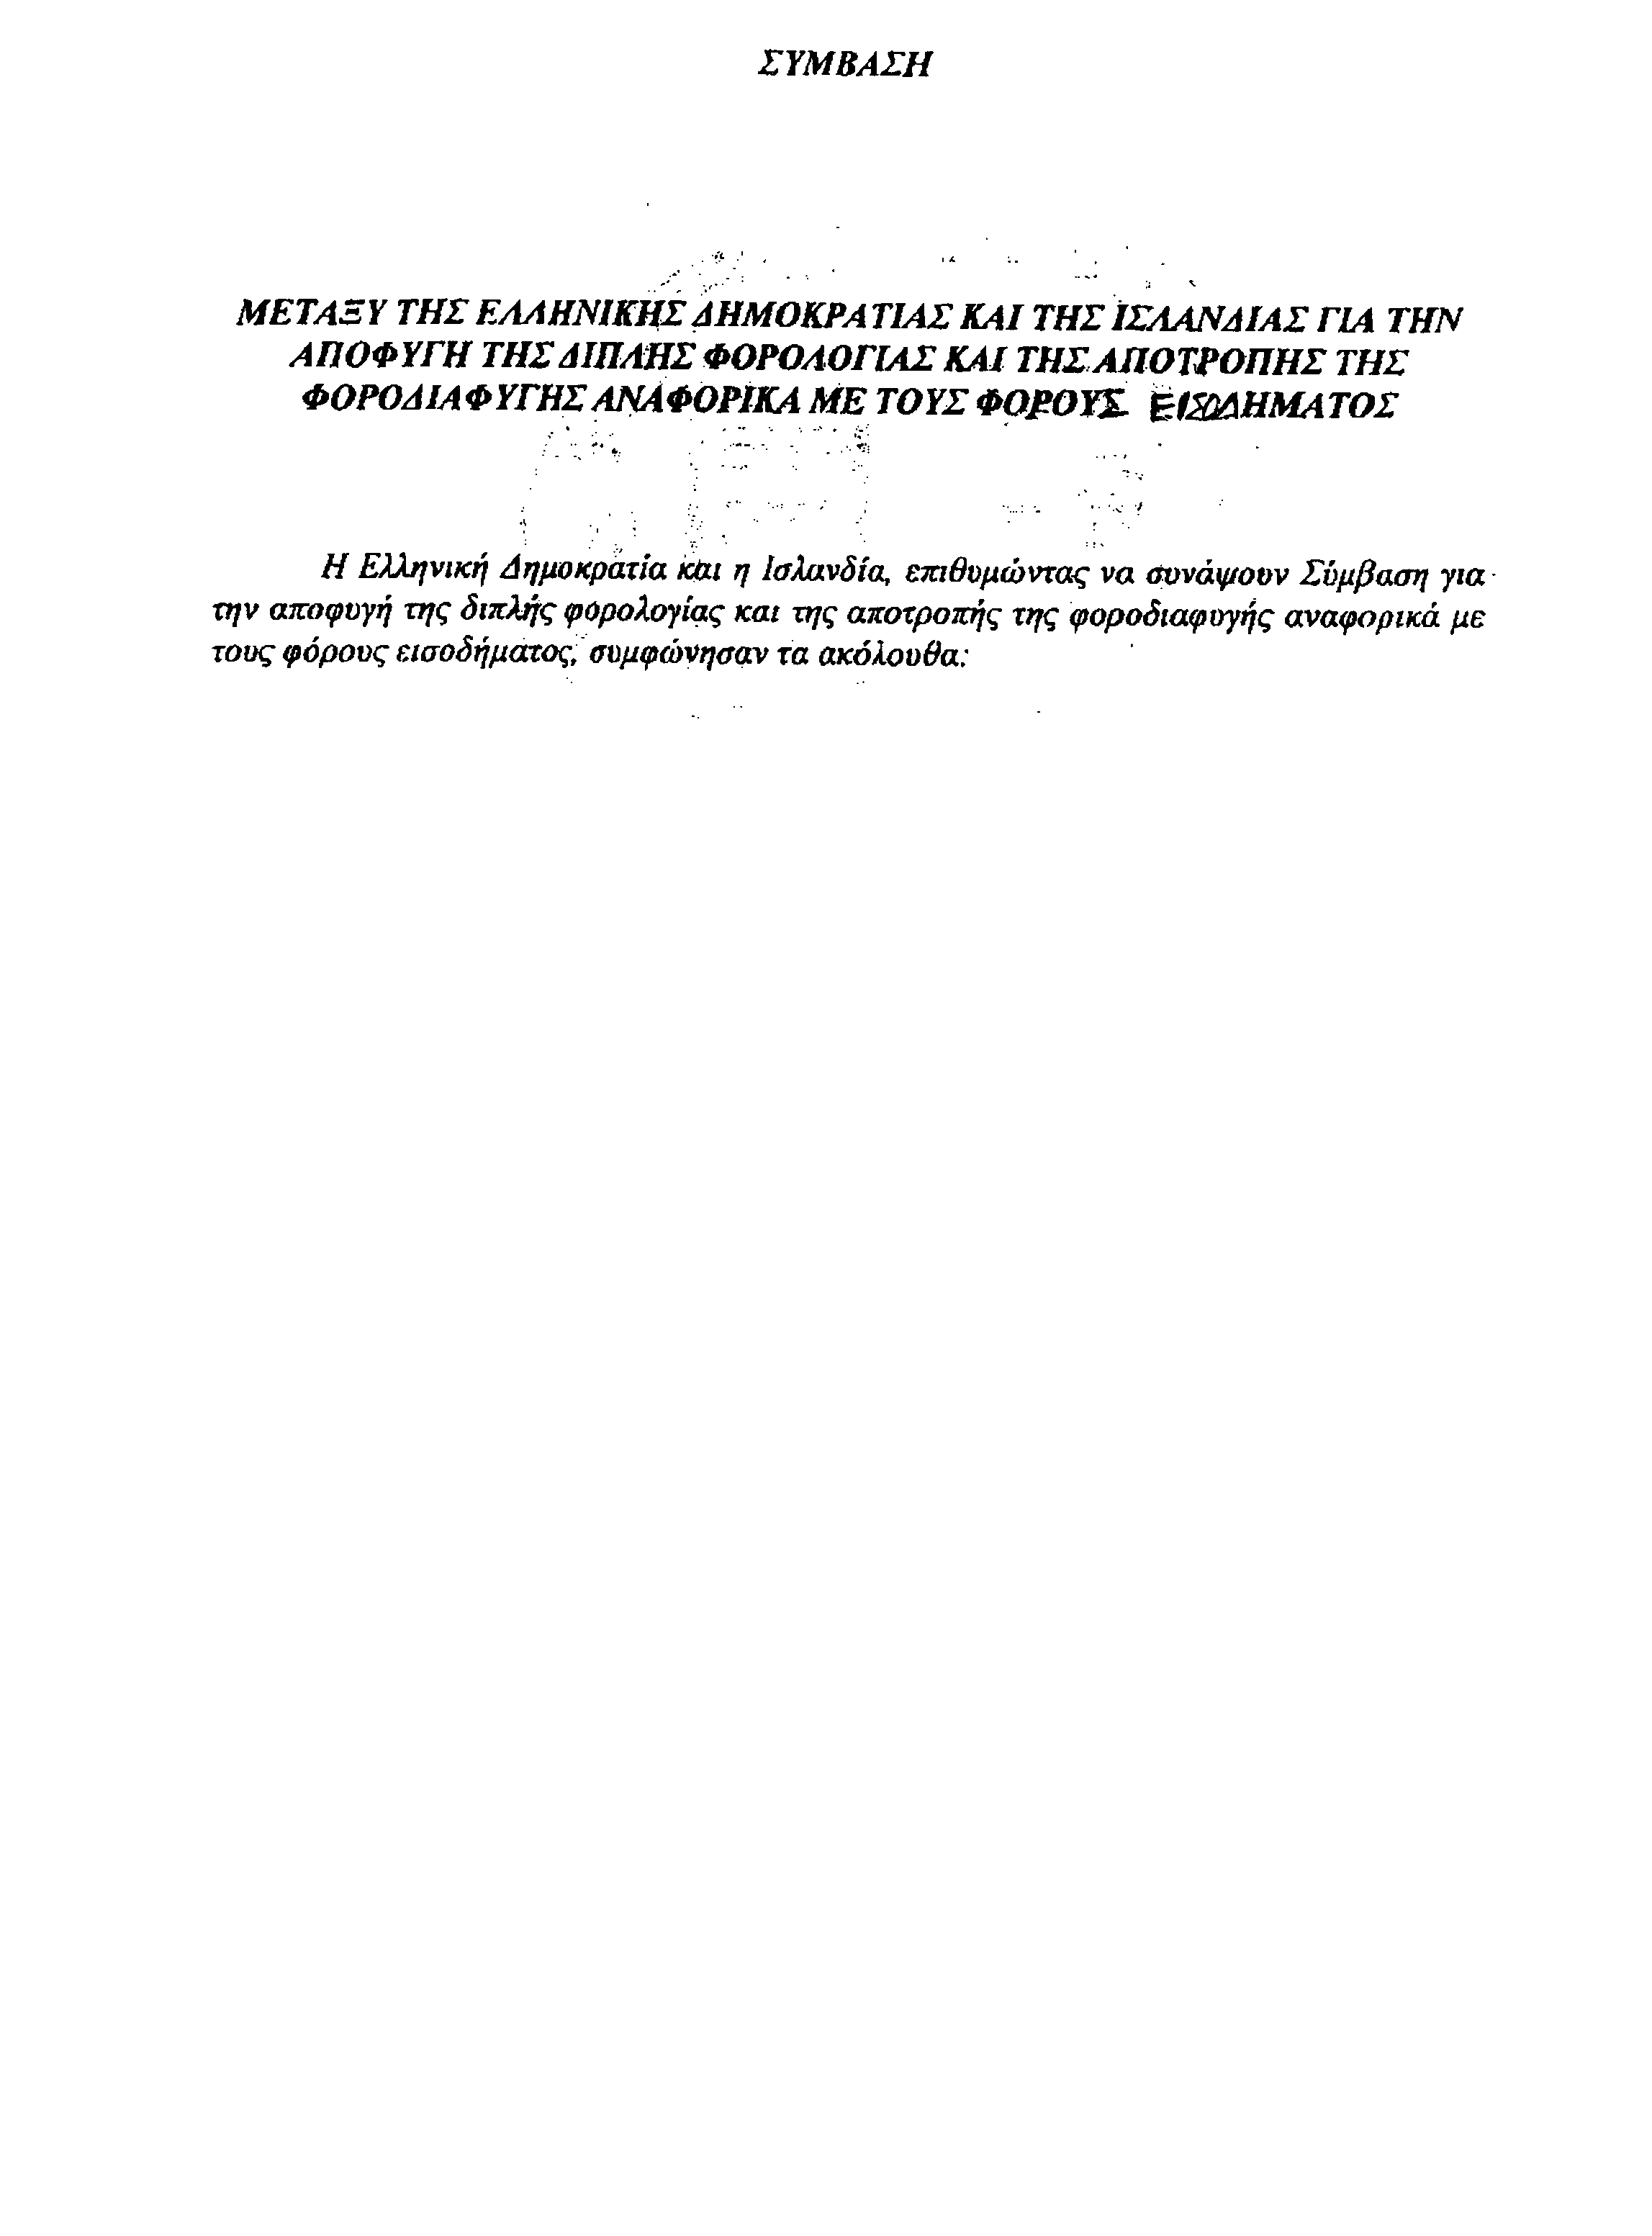 ΣΥΜΒΑΣΗ
ΜΕΤΑΞΥ ΤΗΣ ΕΛΛΗΝΙΚΗΣ ΔΗΜΟΚΡΑΤΙΑΣ ΚΑΙ ΤΗΣ ΙΣΛΑΝΔΙΑΣ ΓΙΑ ΤΗΝ
ΑΠΟΦΥΓΗ ΤΗΣ ΔΙΠΛΗΣ ΦΟΡΟΛΟΓΙΑΣ ΚΑΙ ΤΗΣ ΑΠΟΤΡΟΠΗΣ ΤΗΣ
ΦΟΡΟΔΙΑΦΥΓΗΣ ΑΝΑΦΟΡΙΚΑ ΜΕ ΤΟΥΣ ΦΟΡΟΥΣ ΕΙΣΟΔΗΜΑΤΟΣ
Η Ελληνική Δημοκρατία και η Ισλανδία, επιθυμώντας να συνάψουν Σύμβαση για
την αποφυγή της διπλής φορολογίας και της αποτροπής της φοροδιαφυγής αναφορικά με
τους φόρους εισοδήματος, συμφώνησαν τα ακόλουθα: